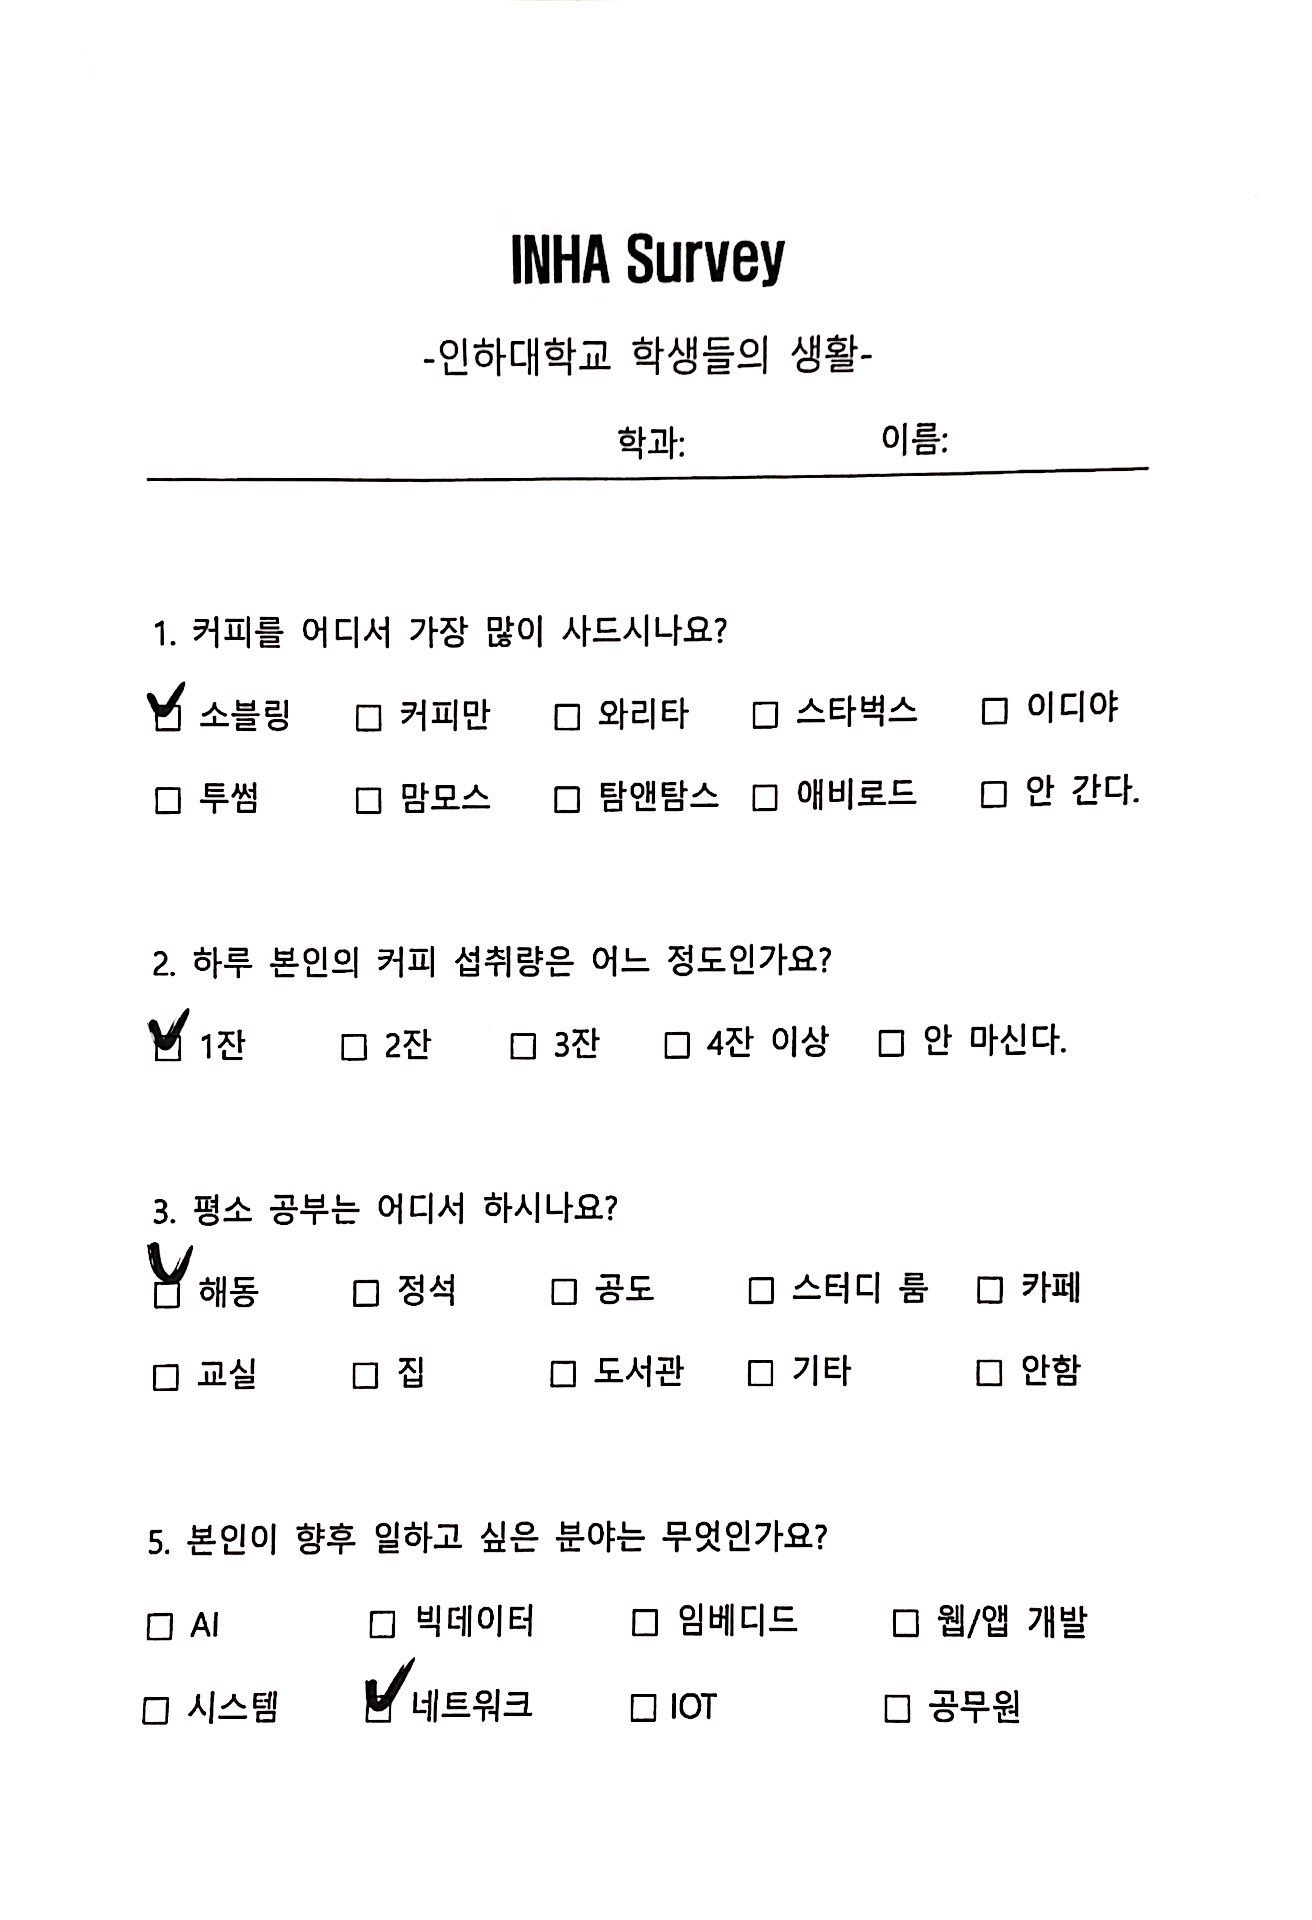 INHA Survey
-인하대학교 학생들의 생활-
학과: 이름:
1. 커피를 어디서 가장 많이 사드시나요?
☑ 소블링 ☐ 커피만 ☐ 와리타 ☐ 스타벅스 ☐ 이디야
☐ 투썸 ☐ 맘모스 ☐ 탐앤탐스 ☐ 애비로드 ☐ 안 간다.
2. 하루 본인의 커피 섭취량은 어느 정도인가요?
☑ 1잔 ☐ 2잔 ☐ 3잔 ☐ 4잔 이상 ☐ 안 마신다.
3. 평소 공부는 어디서 하시나요?
☑ 해동 ☐ 정석 ☐ 공도 ☐ 스터디 룸 ☐ 카페
☐ 교실 ☐ 집 ☐ 도서관 ☐ 기타 ☐ 안함
5. 본인이 향후 일하고 싶은 분야는 무엇인가요?
☐ AI ☐ 빅데이터 ☐ 임베디드 ☐ 웹/앱 개발
☐ 시스템 ☑ 네트워크 ☐ IOT ☐ 공무원